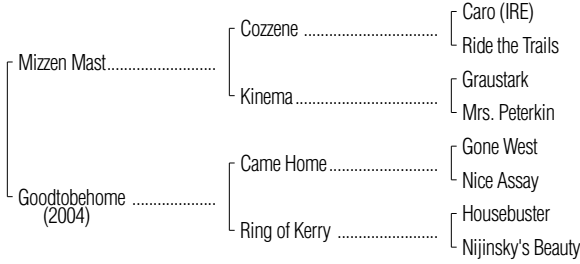 Caro (IRE)
Cozzene ..............................
Ride the Trails
Mizzen Mast........................
Graustark
Kinema................................
Mrs. Peterkin
Gone West
Came Home........................
Nice Assay
Goodtobehome ..................
(2004)
Housebuster
Ring of Kerry ......................
Nijinsky's Beauty